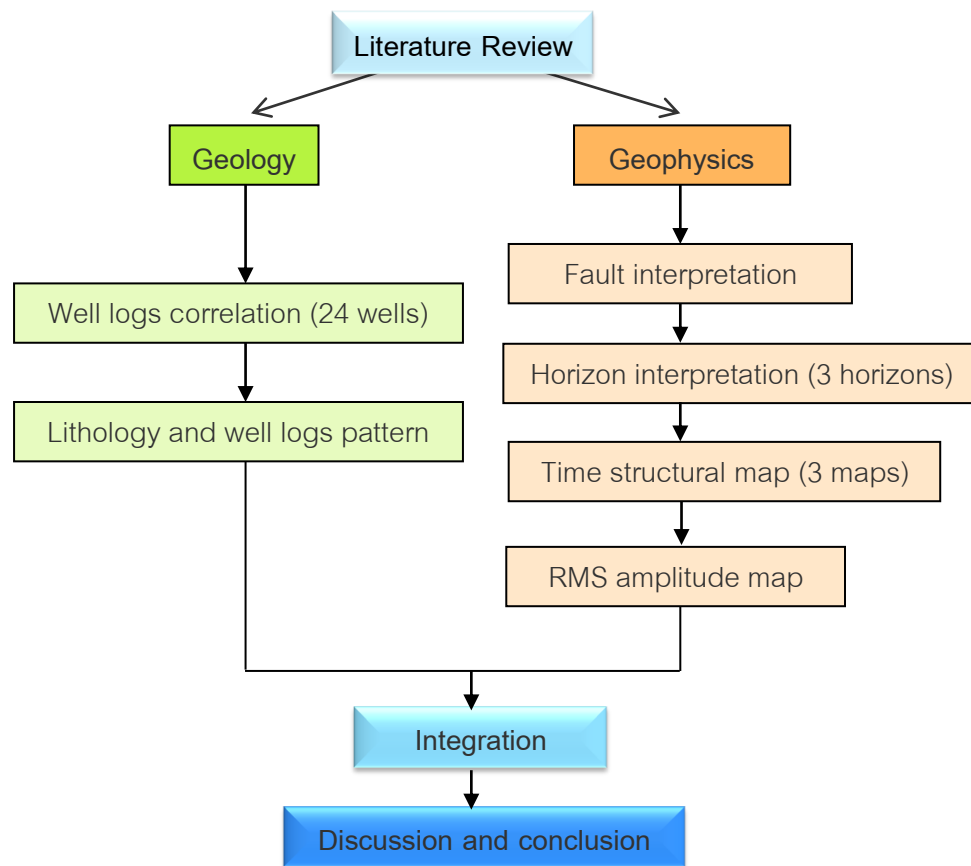 Literature Review
Geology
Geophysics
Fault interpretation
Well logs correlation (24 wells)
Horizon interpretation (3 horizons)
Lithology and well logs pattern
Time structural map (3 maps)
RMS amplitude map
Integration
Discussion and conclusion